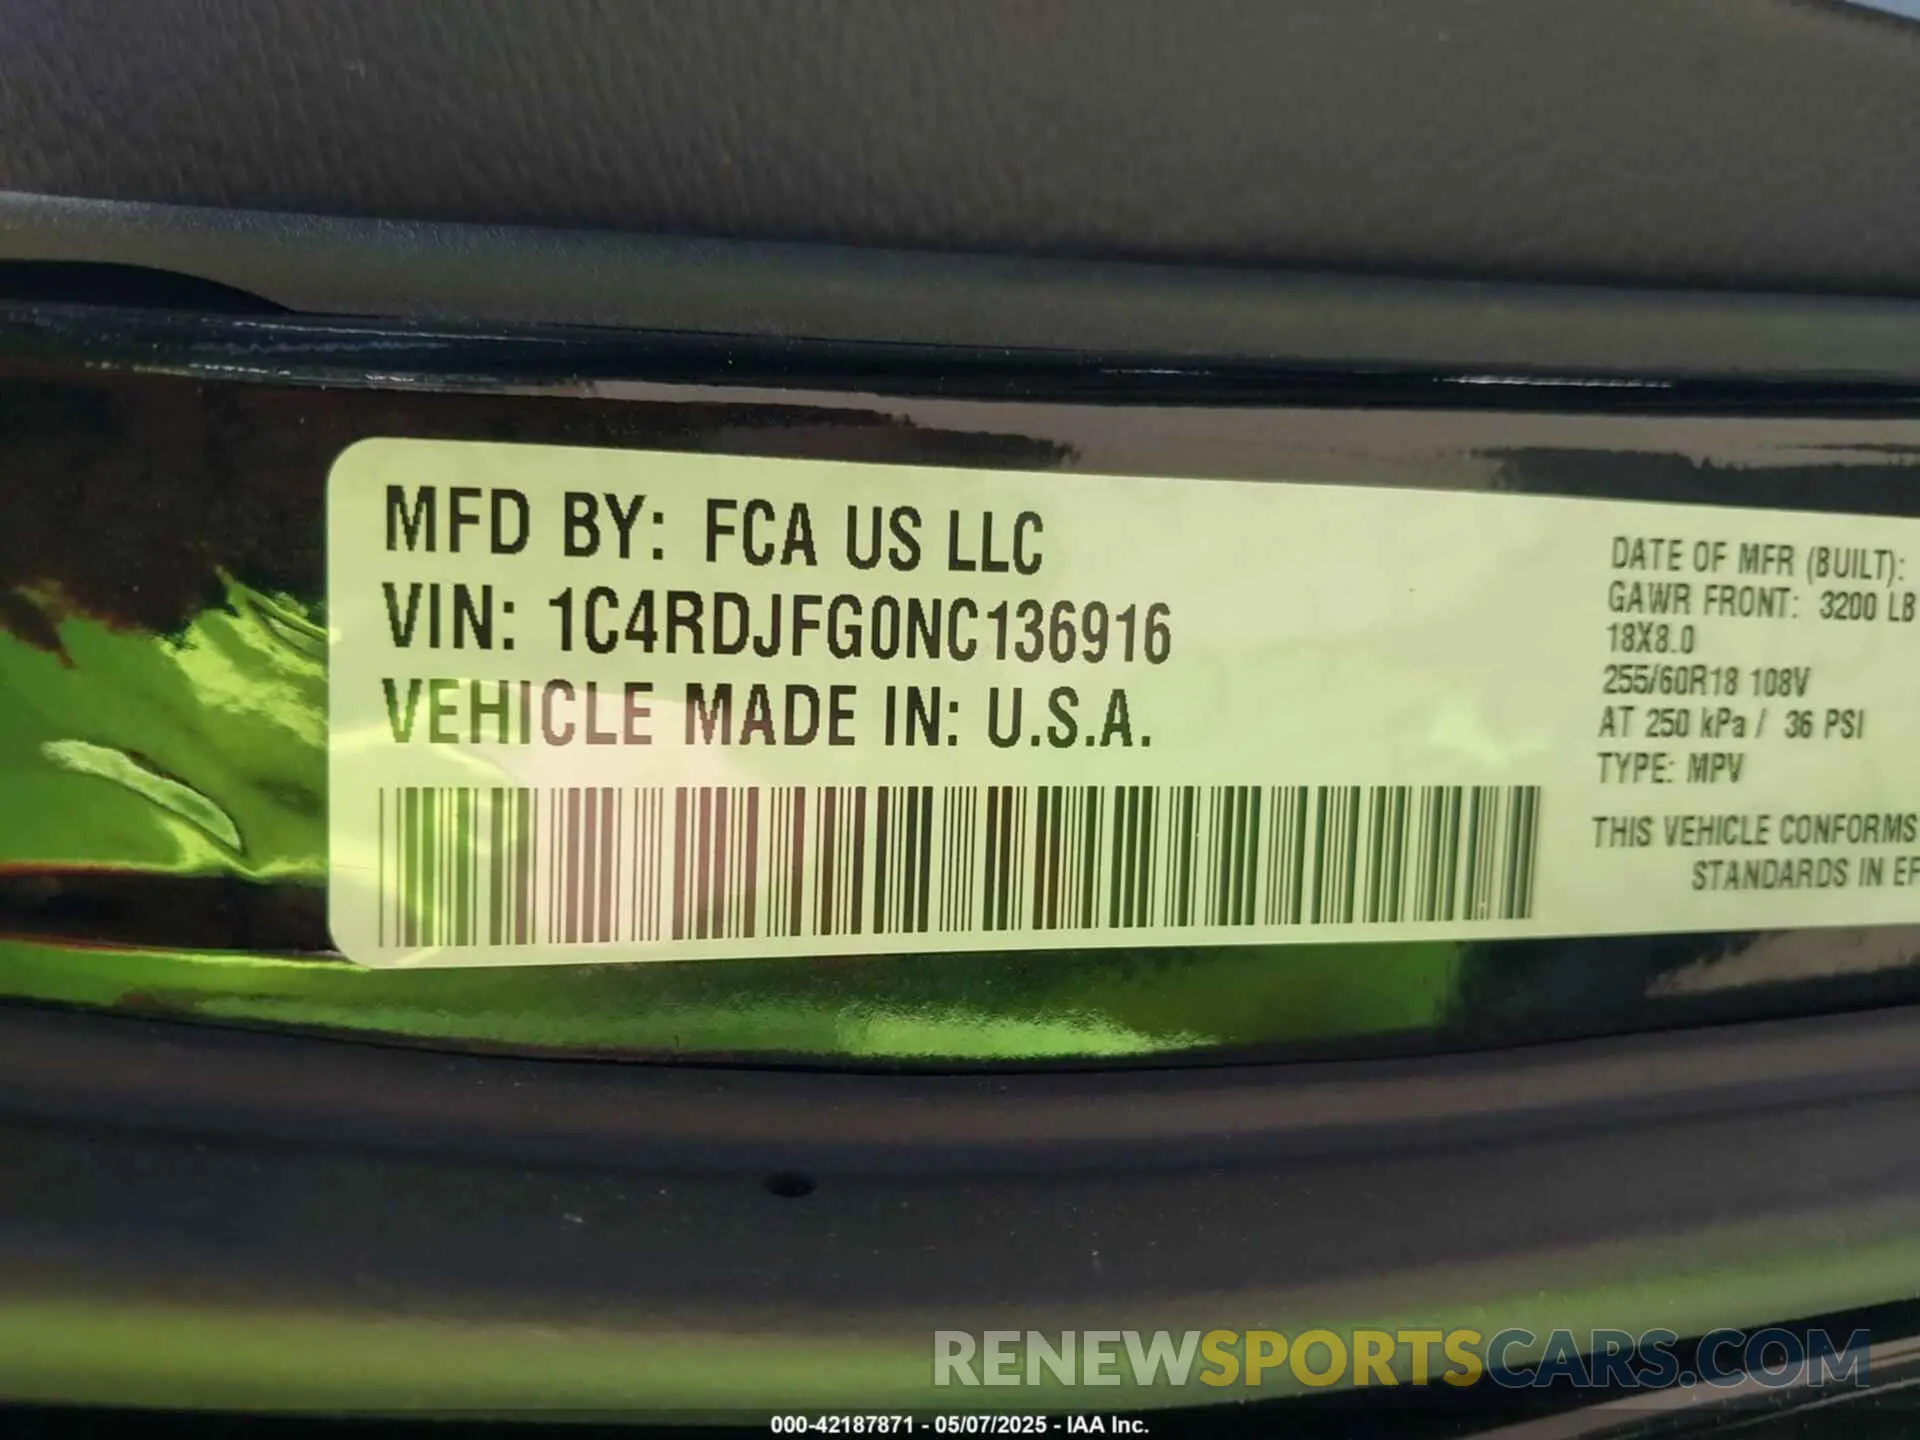 MFD BY: FCA US LLC
VIN: 1C4RDJFG0NC136916
VEHICLE MADE IN: U.S.A.
DATE OF MFR (BUILT):
GAWR FRONT: 3200 LB
18X8.0
255/60R18 108V
AT 250 kPa / 36 PSI
TYPE: MPV
THIS VEHICLE CONFORMS
STANDARDS IN EF
RENEWSPORTSCARS.COM
000-42187871 - 05/07/2025 - IAA Inc.